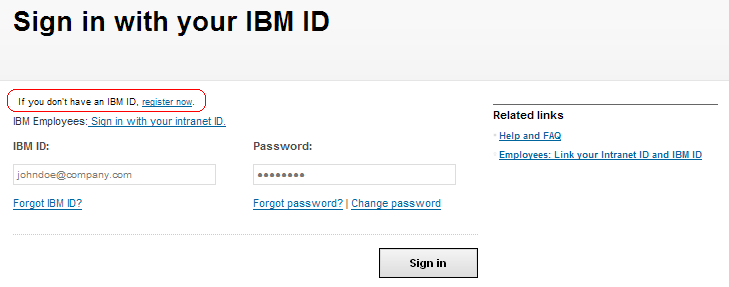 Sign in with your IBM ID
If you don't have an IBM ID, register now.
IBM Employees: Sign in with your intranet ID.
IBM ID: Password:
johndoe@company.com ••••••••
Forgot IBM ID? Forgot password? | Change password
Sign in
Related links
Help and FAQ
Employees: Link your Intranet ID and IBM ID